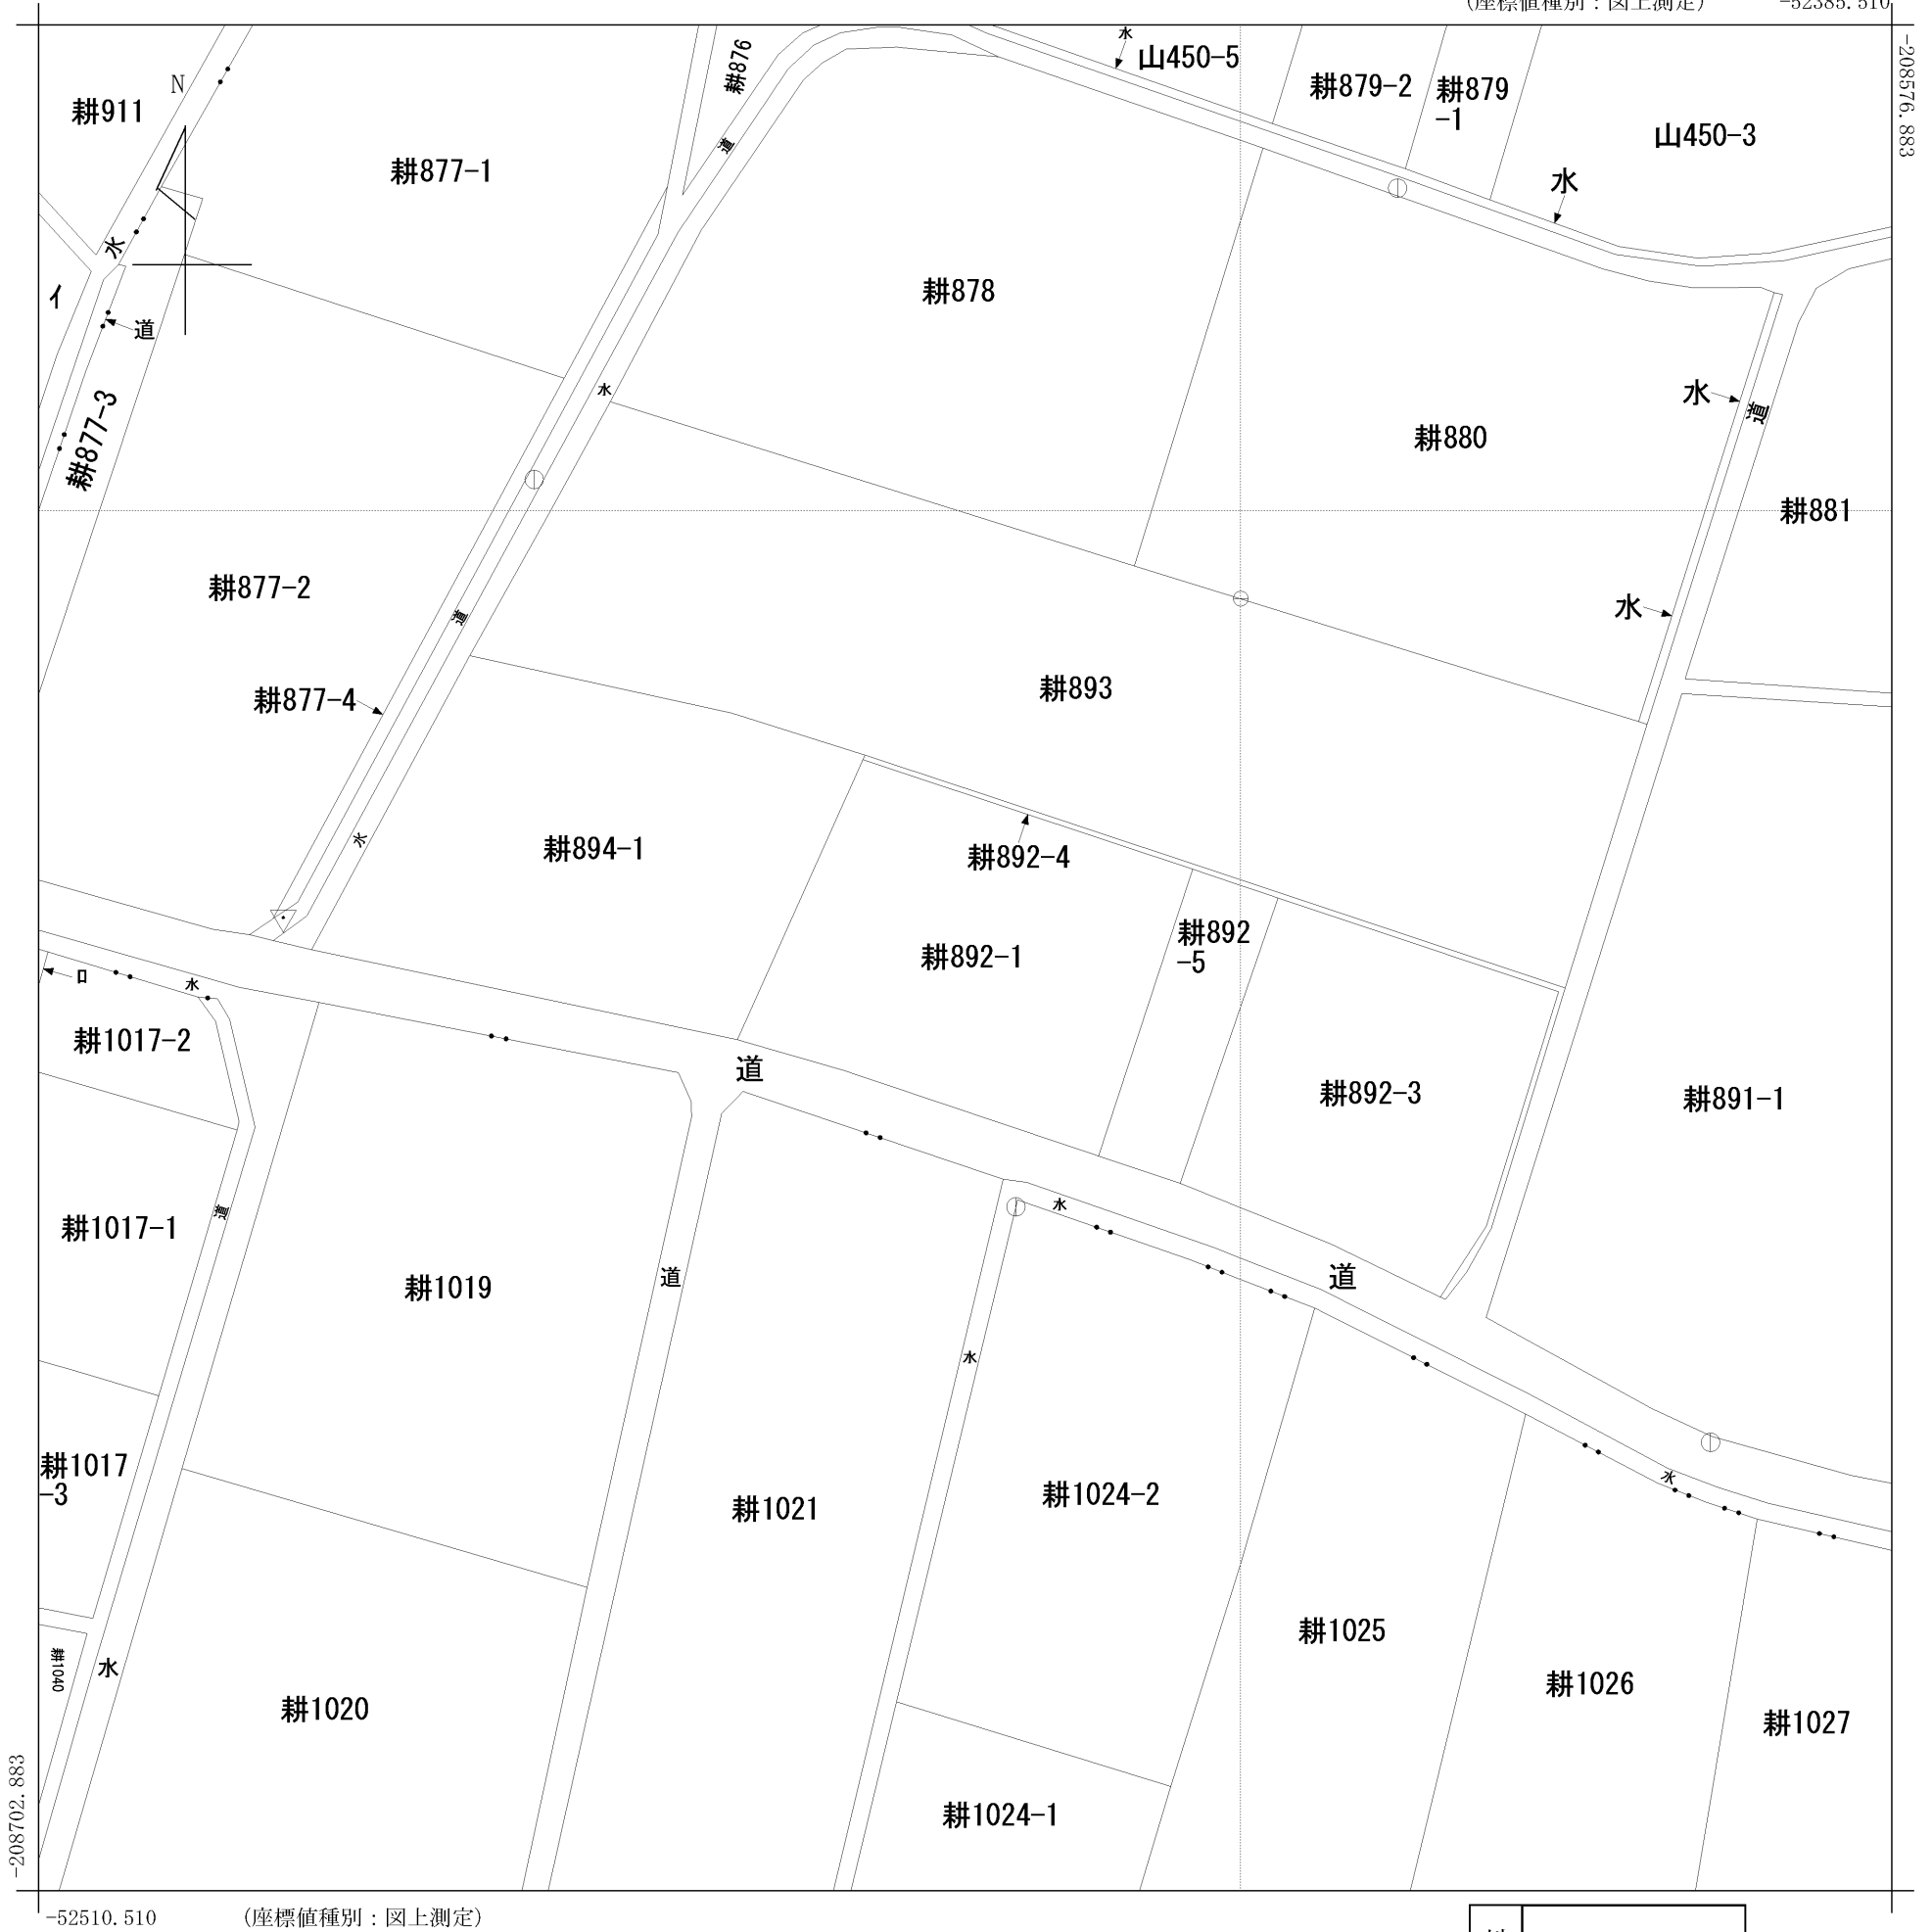 (座標値種別：図上測定) -52385.510
-208576.883
水
山450-5
耕876
耕879-2
耕879
-1
山450-3
N
耕911
耕877-1
道
水
水
耕878
イ
道
水
水
道
耕877-3
耕880
耕881
耕877-2
道
水
耕877-4
耕893
水
耕894-1
耕892-4
耕892
-5
耕892-1
ロ
水
耕1017-2
道
耕892-3
耕891-1
道
水
耕1017-1
耕1019
道
道
水
耕1017
-3
耕1021
耕1024-2
水
耕1025
耕1040
水
耕1026
耕1020
耕1027
耕1024-1
-208702.883
-52510.510 (座標値種別：図上測定)